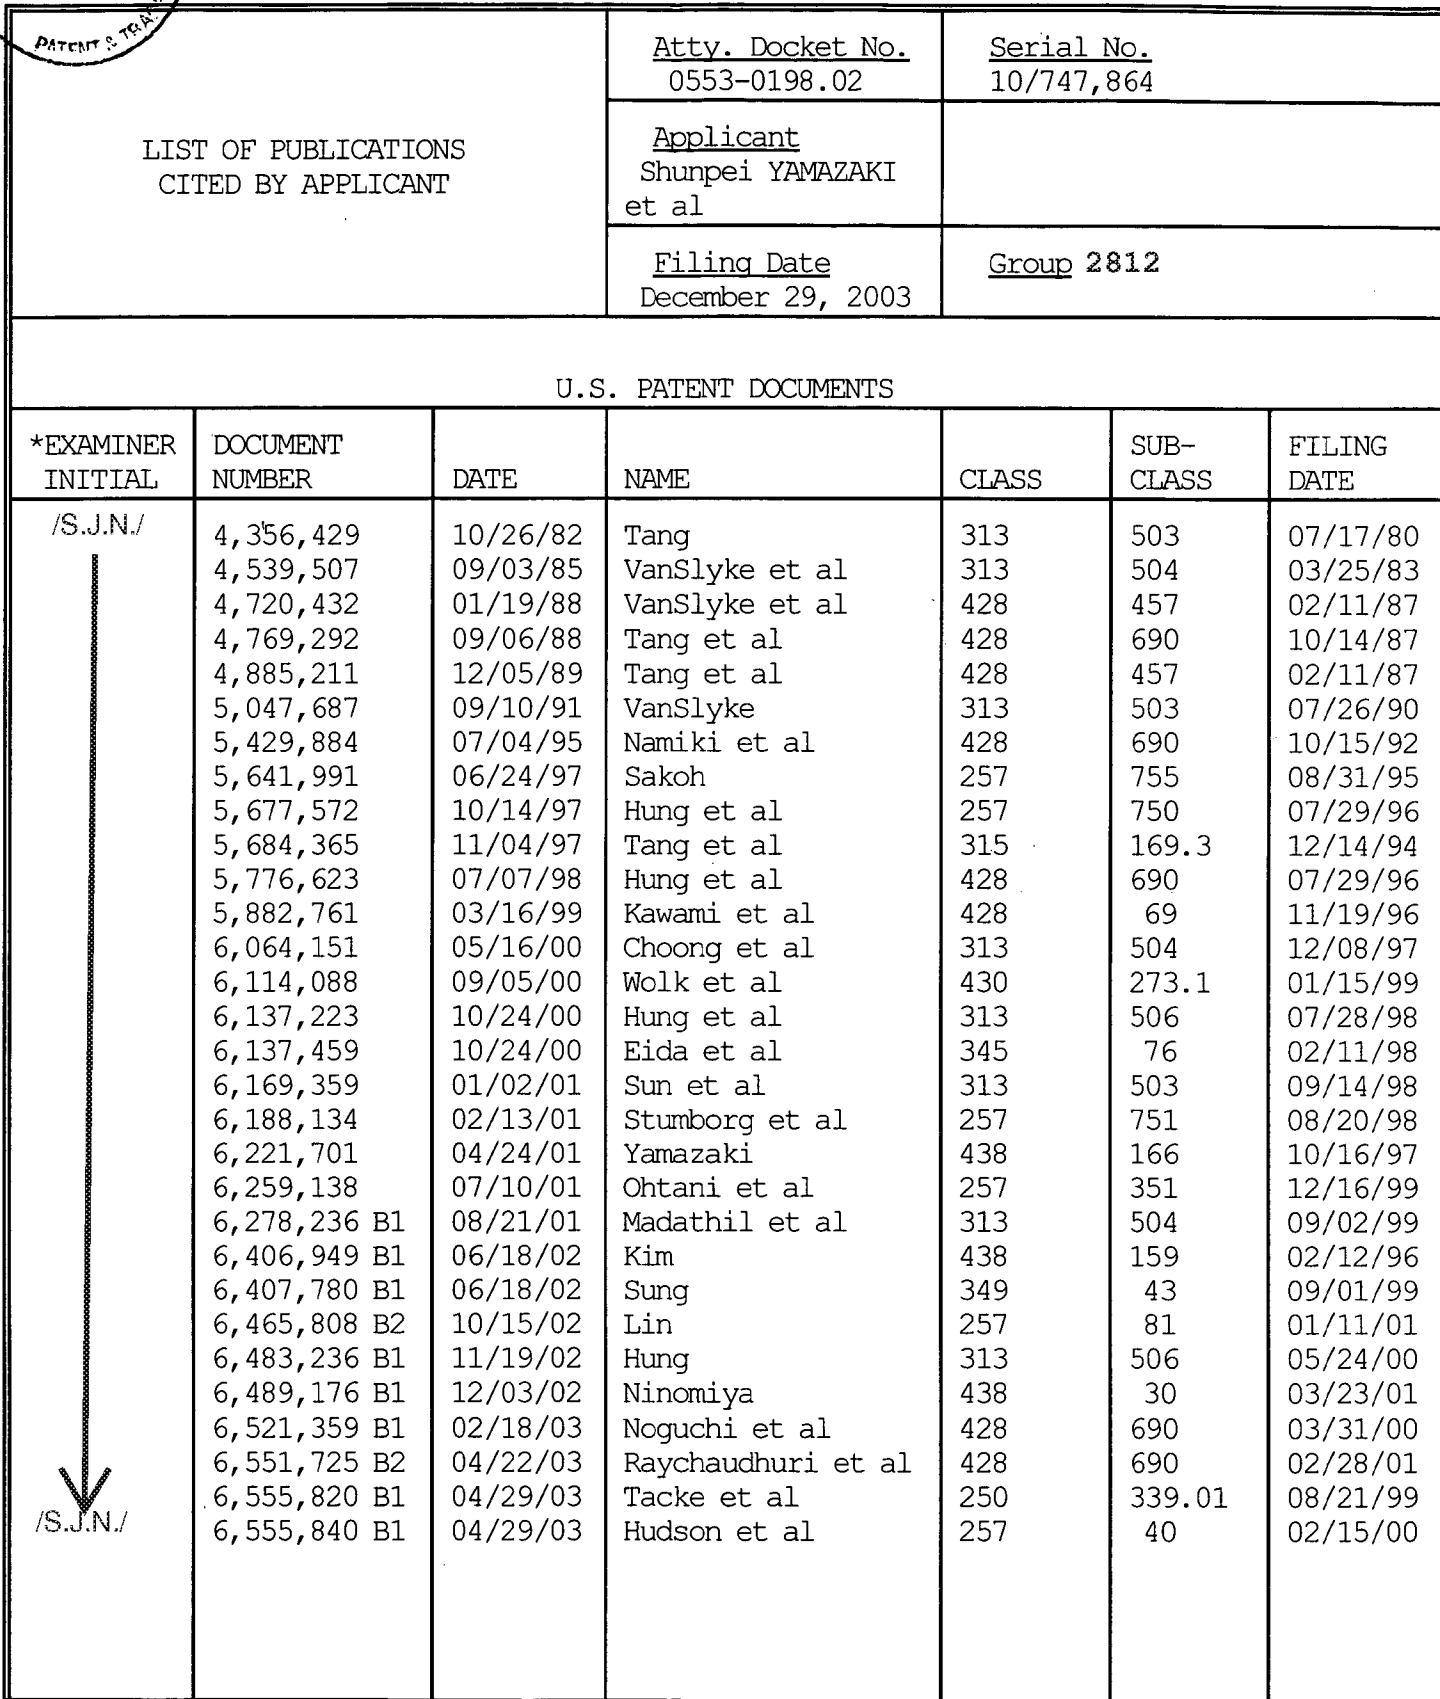 PATENT & TRA
Atty. Docket No. Serial No.
0553-0198.02 10/747,864
LIST OF PUBLICATIONS
CITED BY APPLICANT
Applicant
Shunpei YAMAZAKI
et al
Filing Date Group 2812
December 29, 2003
U.S. PATENT DOCUMENTS
*EXAMINER DOCUMENT SUB- FILING
INITIAL NUMBER DATE NAME CLASS CLASS DATE
/S.J.N./
4,356,429 10/26/82 Tang 313 503 07/17/80
4,539,507 09/03/85 VanSlyke et al 313 504 03/25/83
4,720,432 01/19/88 VanSlyke et al 428 457 02/11/87
4,769,292 09/06/88 Tang et al 428 690 10/14/87
4,885,211 12/05/89 Tang et al 428 457 02/11/87
5,047,687 09/10/91 VanSlyke 313 503 07/26/90
5,429,884 07/04/95 Namiki et al 428 690 10/15/92
5,641,991 06/24/97 Sakoh 257 755 08/31/95
5,677,572 10/14/97 Hung et al 257 750 07/29/96
5,684,365 11/04/97 Tang et al 315 169.3 12/14/94
5,776,623 07/07/98 Hung et al 428 690 07/29/96
5,882,761 03/16/99 Kawami et al 428 69 11/19/96
6,064,151 05/16/00 Choong et al 313 504 12/08/97
6,114,088 09/05/00 Wolk et al 430 273.1 01/15/99
6,137,223 10/24/00 Hung et al 313 506 07/28/98
6,137,459 10/24/00 Eida et al 345 76 02/11/98
6,169,359 01/02/01 Sun et al 313 503 09/14/98
6,188,134 02/13/01 Stumborg et al 257 751 08/20/98
6,221,701 04/24/01 Yamazaki 438 166 10/16/97
6,259,138 07/10/01 Ohtani et al 257 351 12/16/99
6,278,236 B1 08/21/01 Madathil et al 313 504 09/02/99
6,406,949 B1 06/18/02 Kim 438 159 02/12/96
6,407,780 B1 06/18/02 Sung 349 43 09/01/99
6,465,808 B2 10/15/02 Lin 257 81 01/11/01
6,483,236 B1 11/19/02 Hung 313 506 05/24/00
6,489,176 B1 12/03/02 Ninomiya 438 30 03/23/01
6,521,359 B1 02/18/03 Noguchi et al 428 690 03/31/00
6,551,725 B2 04/22/03 Raychaudhuri et al 428 690 02/28/01
6,555,820 B1 04/29/03 Tacke et al 250 339.01 08/21/99
/S.J.N./ 6,555,840 B1 04/29/03 Hudson et al 257 40 02/15/00